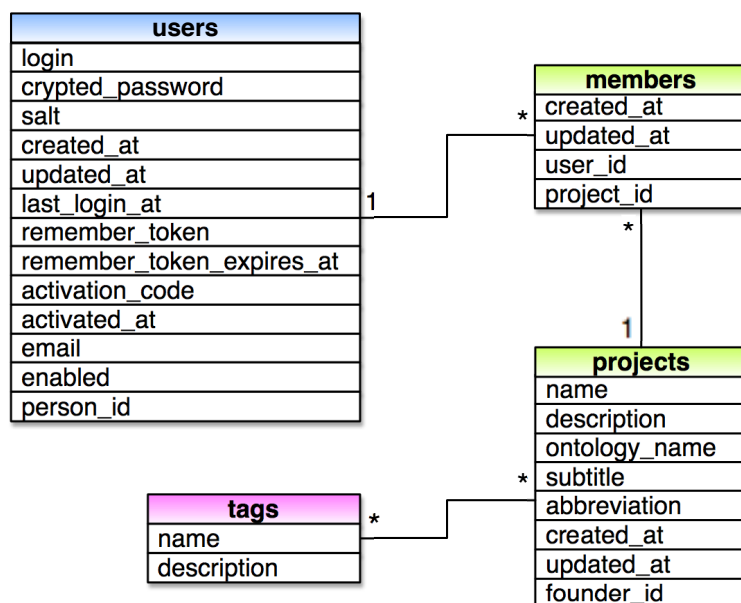 users
login
crypted_password
salt
created_at
updated_at
last_login_at
remember_token
remember_token_expires_at
activation_code
activated_at
email
enabled
person_id
1
*
members
created_at
updated_at
user_id
project_id
*
1
projects
name
description
ontology_name
subtitle
abbreviation
created_at
updated_at
founder_id
*
*
tags
name
description